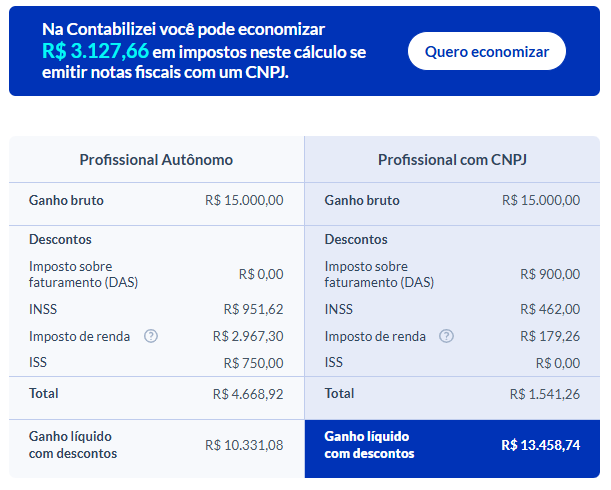 Na Contabilizei você pode economizar
R$ 3.127,66 em impostos neste cálculo se
emitir notas fiscais com um CNPJ.
Quero economizar
Profissional Autônomo
Ganho bruto R$ 15.000,00
Descontos
Imposto sobre
faturamento (DAS) R$ 0,00
INSS R$ 951,62
Imposto de renda ? R$ 2.967,30
ISS R$ 750,00
Total R$ 4.668,92
Ganho líquido
com descontos R$ 10.331,08
Profissional com CNPJ
Ganho bruto R$ 15.000,00
Descontos
Imposto sobre
faturamento (DAS) R$ 900,00
INSS R$ 462,00
Imposto de renda ? R$ 179,26
ISS R$ 0,00
Total R$ 1.541,26
Ganho líquido
com descontos R$ 13.458,74